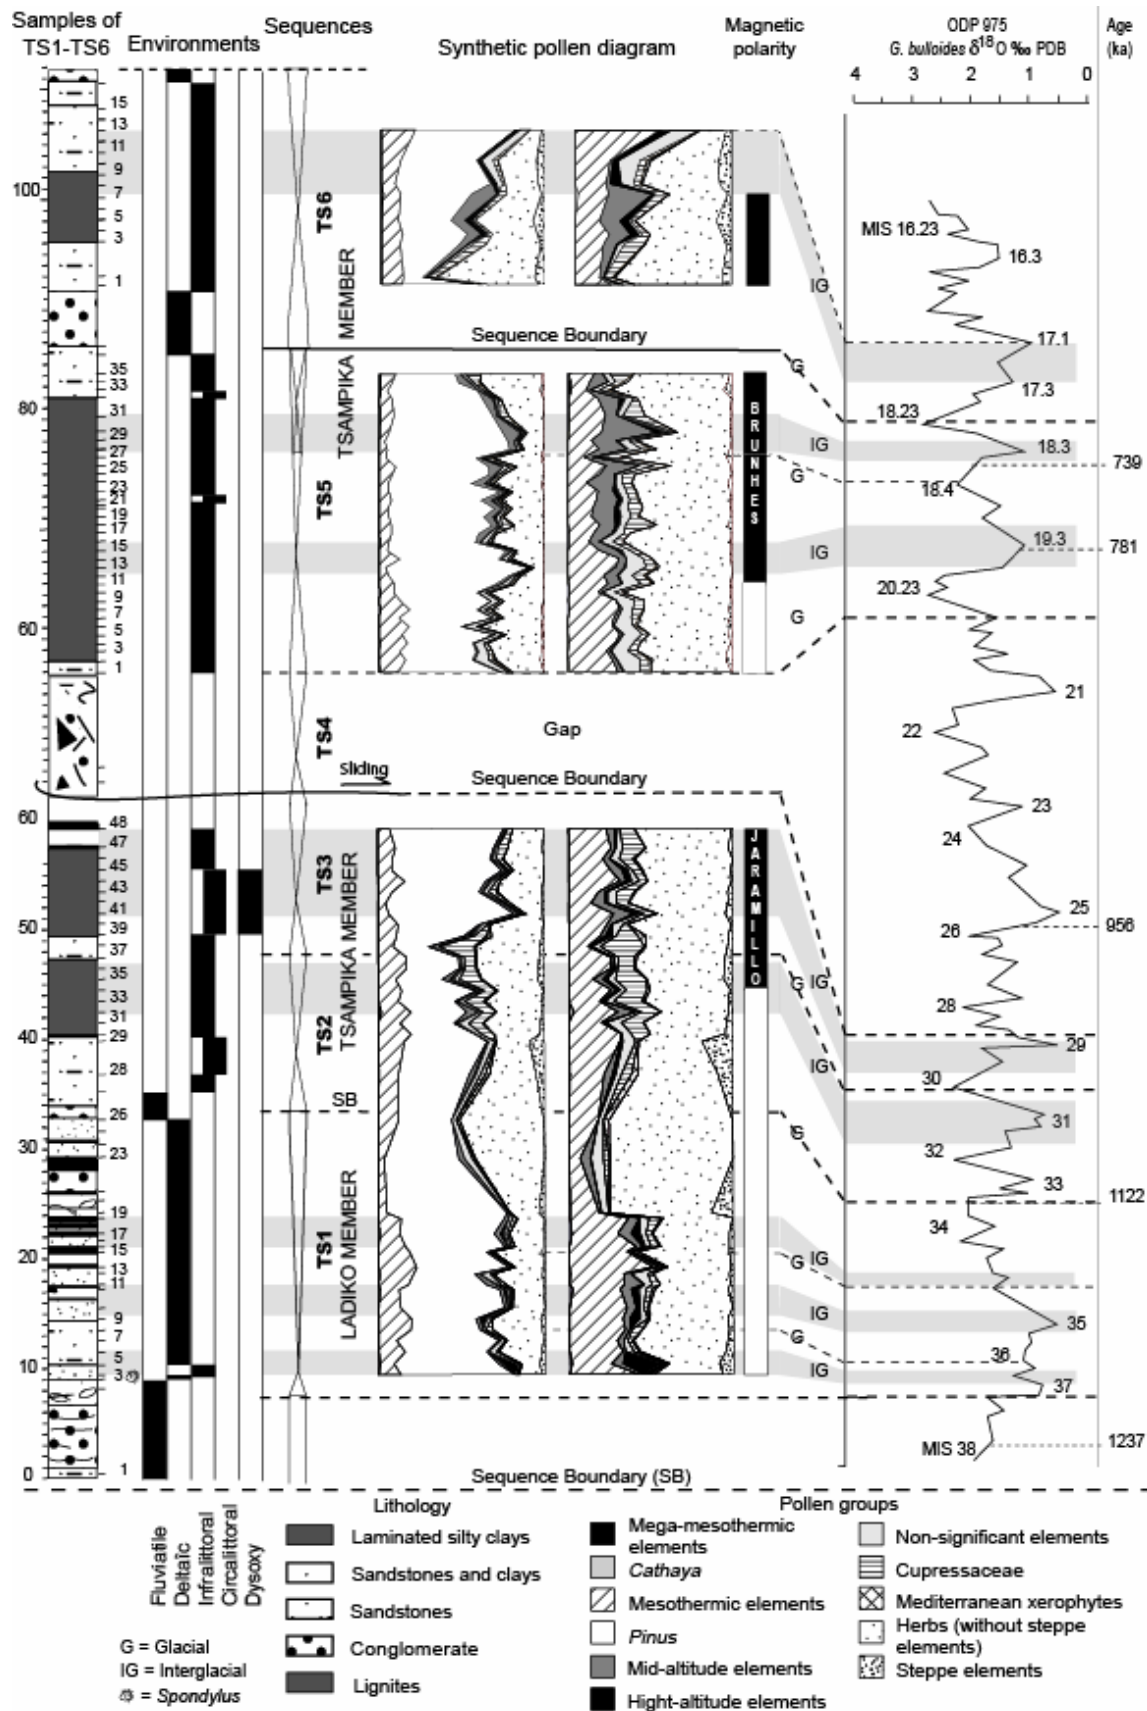 Samples of
TS1-TS6
Environments
Sequences
Synthetic pollen diagram
Magnetic
polarity
ODP 975
G. bulloides δ18O ‰ PDB
Age
(ka)
4 3 2 1 0
15
13
11
9
7
5
3
1
100
TS6
TSAMPIKA MEMBER
Sequence Boundary
IG
G
MIS 16.23
16.3
17.1
17.3
18.23
35
33
31
29
27
25
23
21
19
17
15
13
11
9
7
5
3
1
80
60
TS5
BRUNHES
IG
G
IG
G
18.3
739
18.4
19.3
781
20.23
21
22
TS4
Gap
Sliding
Sequence Boundary
23
24
25
26
956
60
50
40
30
20
10
0
48
47
45
43
41
39
37
35
33
31
29
28
26
23
19
17
15
13
11
9
7
5
3
1
TS3
TSAMPIKA MEMBER
TS2
SB
TS1
LADIKO MEMBER
JARAMILLO
G
IG
IG
G
G
IG
IG
G
IG
28
29
30
31
32
33
1122
34
35
36
37
MIS 38
1237
Sequence Boundary (SB)
Fluviatile
Deltaïc
Infralittoral
Circalittoral
Dysoxy
G = Glacial
IG = Interglacial
= Spondylus
Lithology
Laminated silty clays
Sandstones and clays
Sandstones
Conglomerate
Lignites
Pollen groups
Mega-mesothermic
elements
Cathaya
Mesothermic elements
Pinus
Mid-altitude elements
Hight-altitude elements
Non-significant elements
Cupressaceae
Mediterranean xerophytes
Herbs (without steppe
elements)
Steppe elements